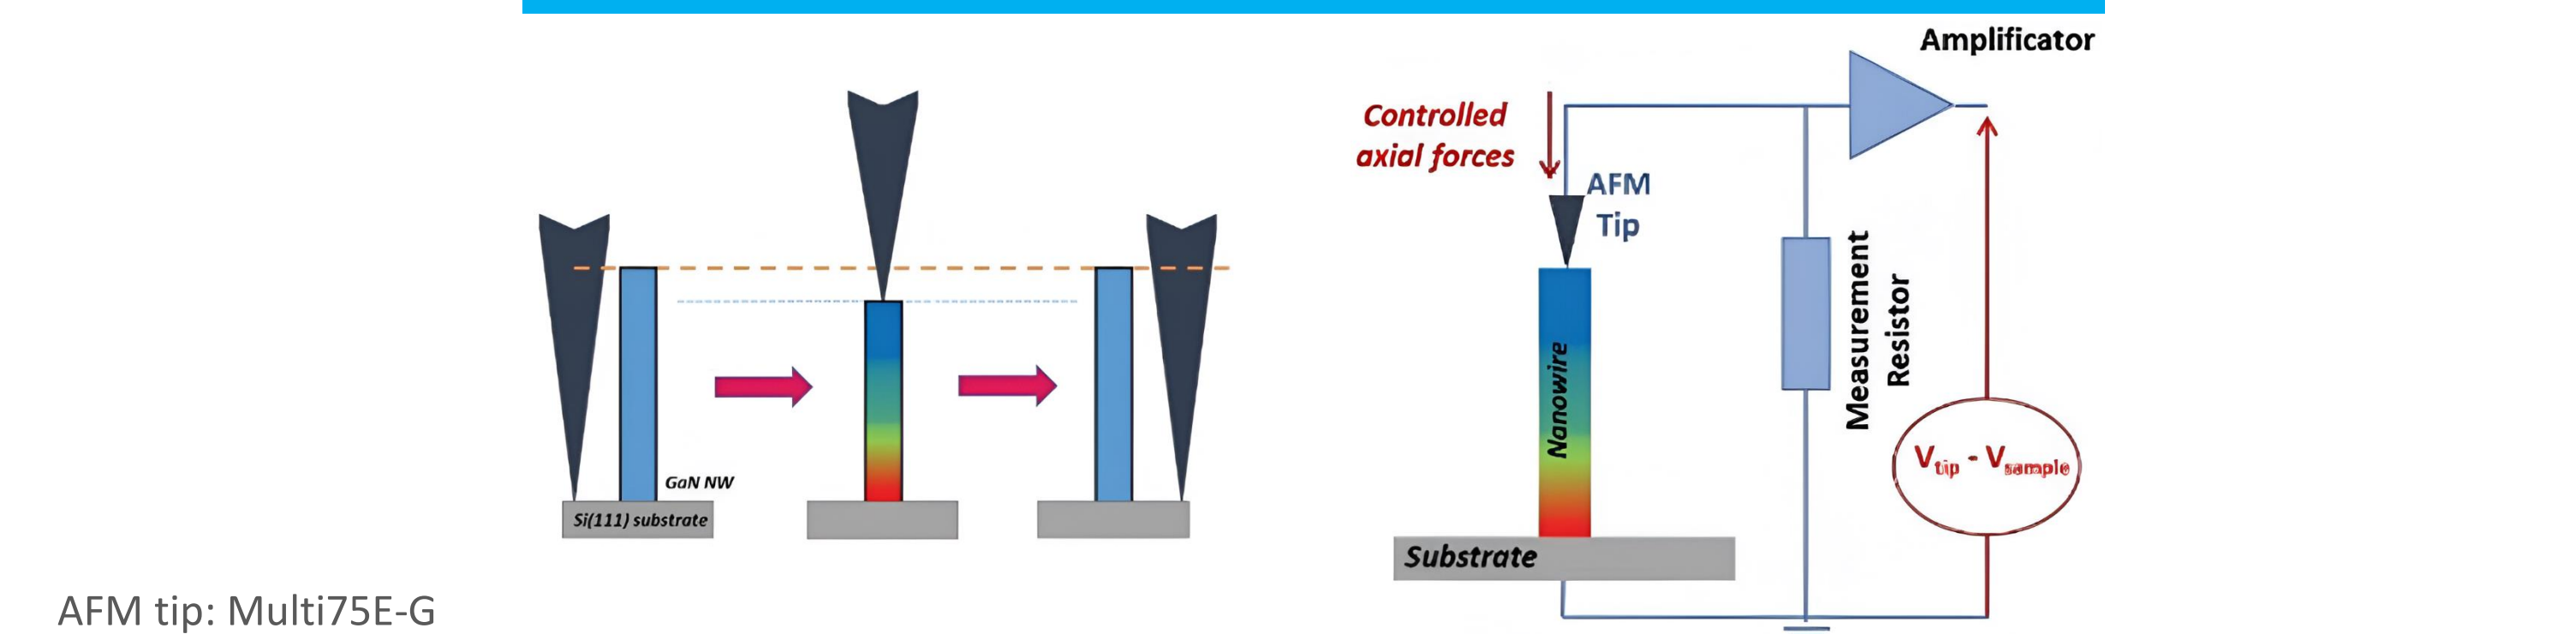 Amplificator
Controlled
axial forces
AFM
Tip
Measurement
Resistor
Nanowire
Vtip - Vsample
GaN NW
Si(111) substrate
Substrate
AFM tip: Multi75E-G